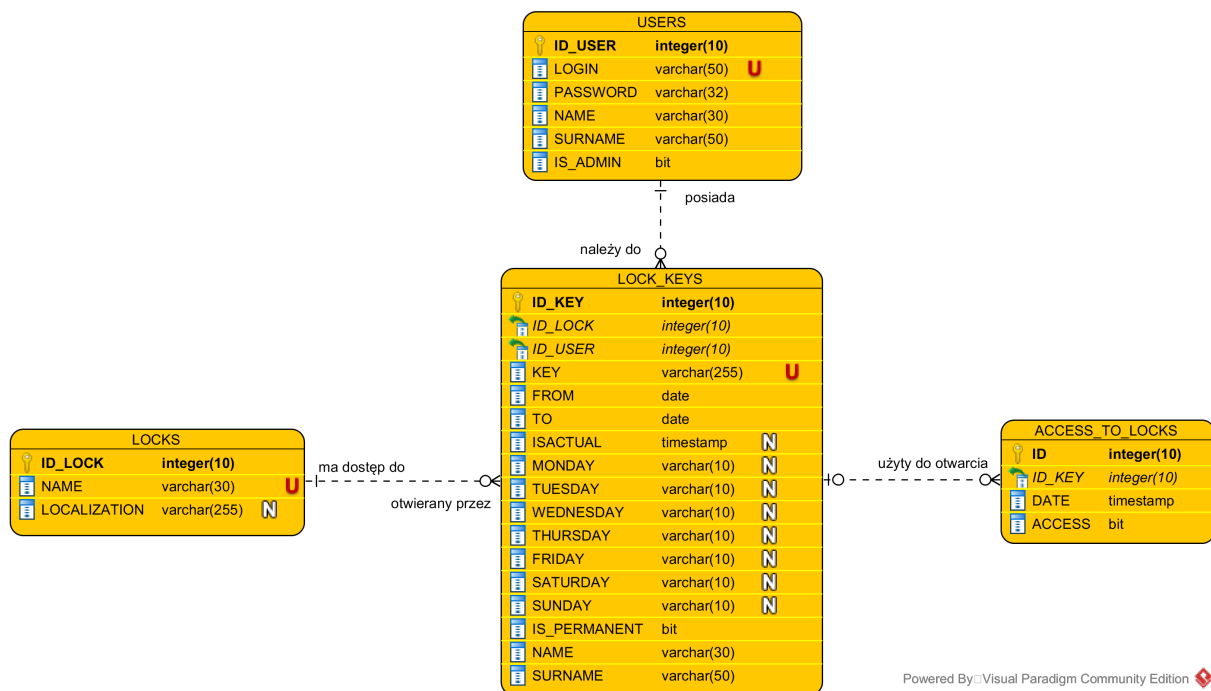 USERS
ID_USER integer(10)
LOGIN varchar(50) U
PASSWORD varchar(32)
NAME varchar(30)
SURNAME varchar(50)
IS_ADMIN bit
posiada
należy do
LOCK_KEYS
ID_KEY integer(10)
ID_LOCK integer(10)
ID_USER integer(10)
KEY varchar(255) U
FROM date
TO date
ISACTUAL timestamp N
MONDAY varchar(10) N
TUESDAY varchar(10) N
WEDNESDAY varchar(10) N
THURSDAY varchar(10) N
FRIDAY varchar(10) N
SATURDAY varchar(10) N
SUNDAY varchar(10) N
IS_PERMANENT bit
NAME varchar(30)
SURNAME varchar(50)
LOCKS
ID_LOCK integer(10)
NAME varchar(30) U
LOCALIZATION varchar(255) N
ma dostęp do
otwierany przez
użyty do otwarcia
ACCESS_TO_LOCKS
ID integer(10)
ID_KEY integer(10)
DATE timestamp
ACCESS bit
Powered By Visual Paradigm Community Edition